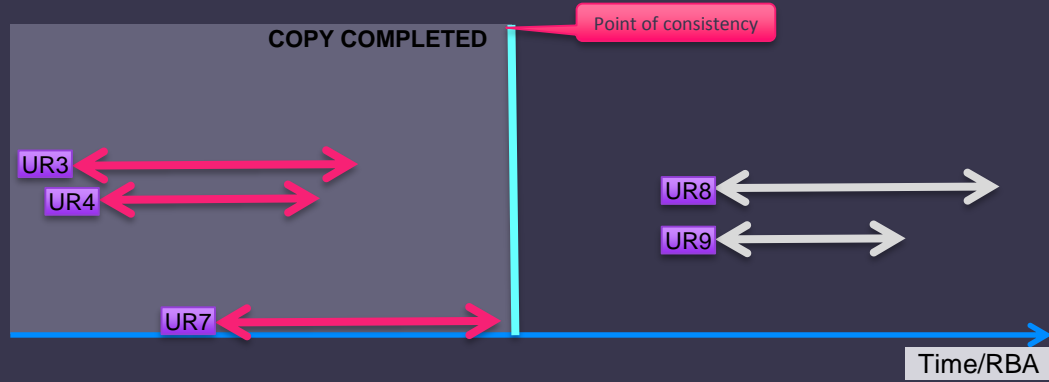 Point of consistency
COPY COMPLETED
UR3
UR4
UR8
UR9
UR7
Time/RBA